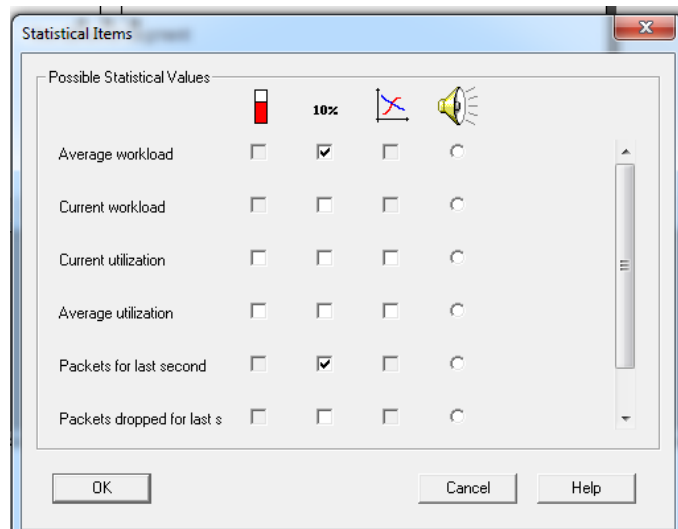 Statistical Items
Possible Statistical Values
10%
Average workload
Current workload
Current utilization
Average utilization
Packets for last second
Packets dropped for last s
OK
Cancel
Help